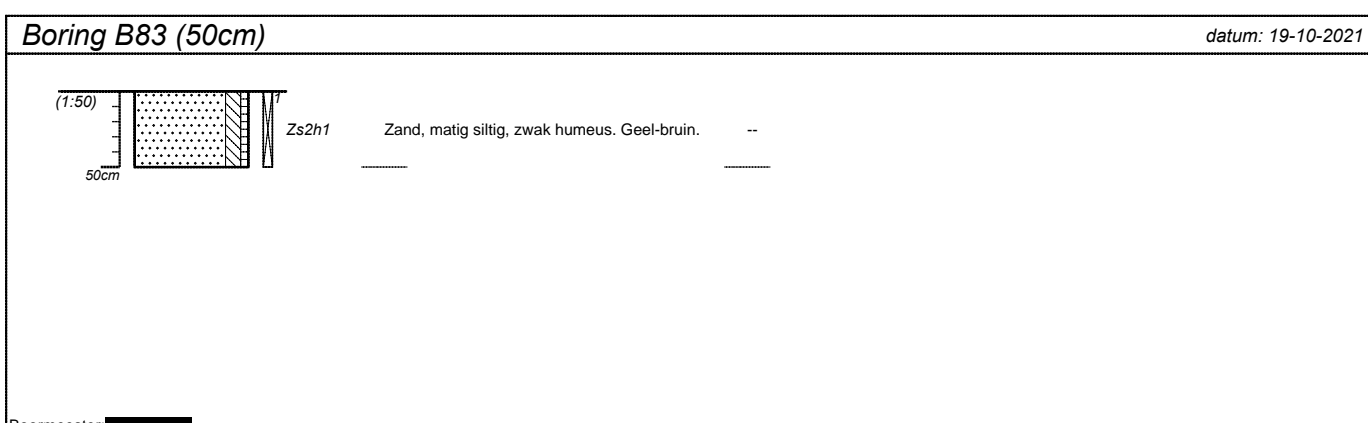 Boring B83 (50cm) datum: 19-10-2021
(1:50) 1 Zs2h1 Zand, matig siltig, zwak humeus. Geel-bruin. --
50cm